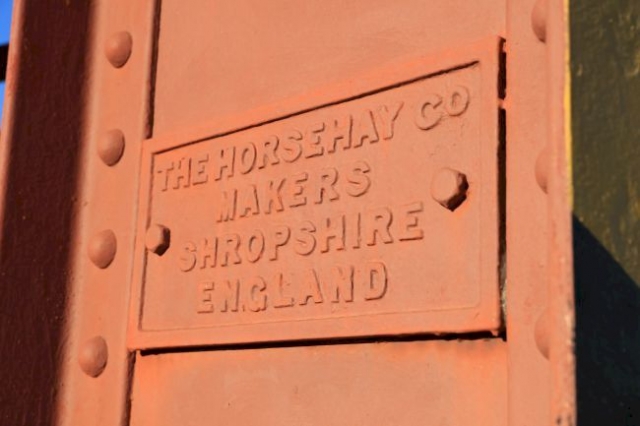 THE HORSEHAY CO
MAKERS
SHROPSHIRE
ENGLAND